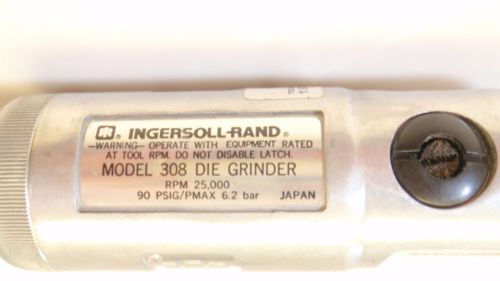 IR. INGERSOLL-RAND®
—WARNING— OPERATE WITH EQUIPMENT RATED
AT TOOL RPM. DO NOT DISABLE LATCH.
MODEL 308 DIE GRINDER
RPM 25,000
90 PSIG/PMAX 6.2 bar JAPAN